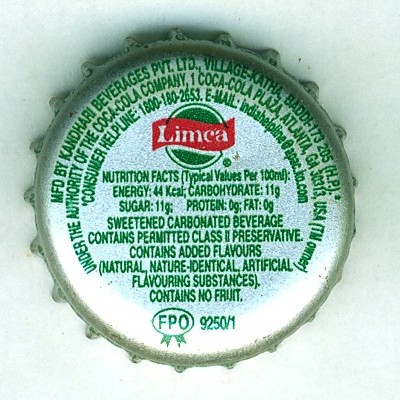 MFD BY KANDHARI BEVERAGES PVT. LTD., VILLAGE-KATHA, BADDI-173 205 (H.P.),*
UNDER THE AUTHORITY OF THE COCA-COLA COMPANY, 1 COCA-COLA PLAZA, ATLANTA, GA 30313, USA (TM owner)
*CONSUMER HELPLINE: 1800-180-2653. E-MAIL: indiahelpline@apac.ko.com
Limca
®
NUTRITION FACTS (Typical Values Per 100ml):
ENERGY: 44 Kcal; CARBOHYDRATE: 11g
SUGAR: 11g; PROTEIN: 0g; FAT: 0g
SWEETENED CARBONATED BEVERAGE
CONTAINS PERMITTED CLASS II PRESERVATIVE.
CONTAINS ADDED FLAVOURS
(NATURAL, NATURE-IDENTICAL, ARTIFICIAL
FLAVOURING SUBSTANCES).
CONTAINS NO FRUIT.
FPO 9250/1